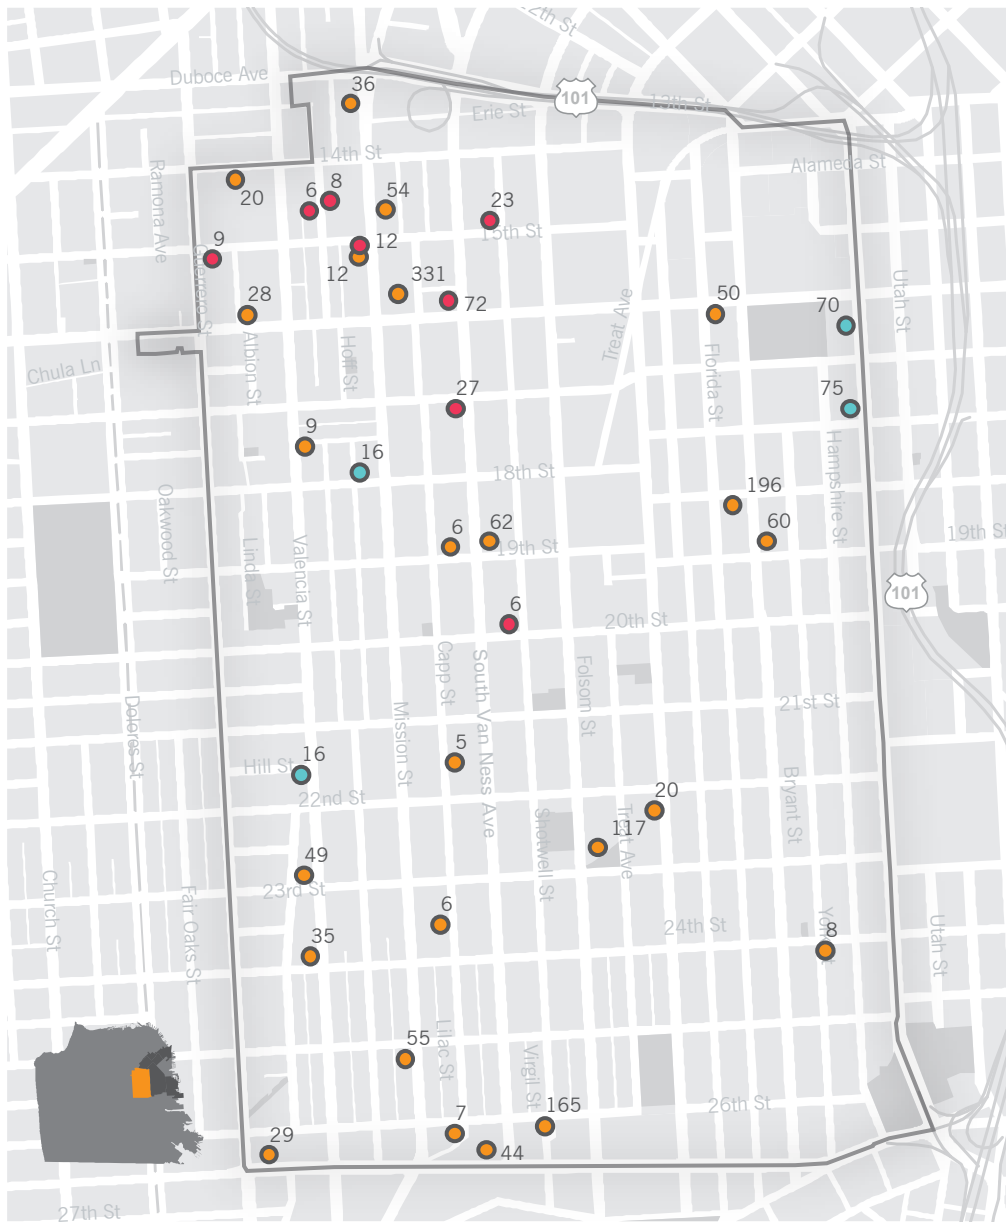 12th St
Duboce Ave
36
101
13th St
Erie St
14th St
Alameda St
Ramona Ave
20
6
8
54
23
15th St
9
Guerrero St
12
12
331
72
28
50
70
Utah St
Treat Ave
Albion St
Hoff St
Chula Ln
Florida St
27
75
9
16
18th St
Hampshire St
Oakwood St
196
6
62
60
19th St
19th St
Linda St
Valencia St
101
6
20th St
Capp St
South Van Ness Ave
Folsom St
Dolores St
Mission St
21st St
5
Hill St
16
22nd St
Bryant St
20
117
Treat Ave
Shotwell St
49
23rd St
Church St
Fair Oaks St
6
24th St
35
York St
8
Utah St
55
Lilac St
Virgil St
165
26th St
7
44
29
27th St